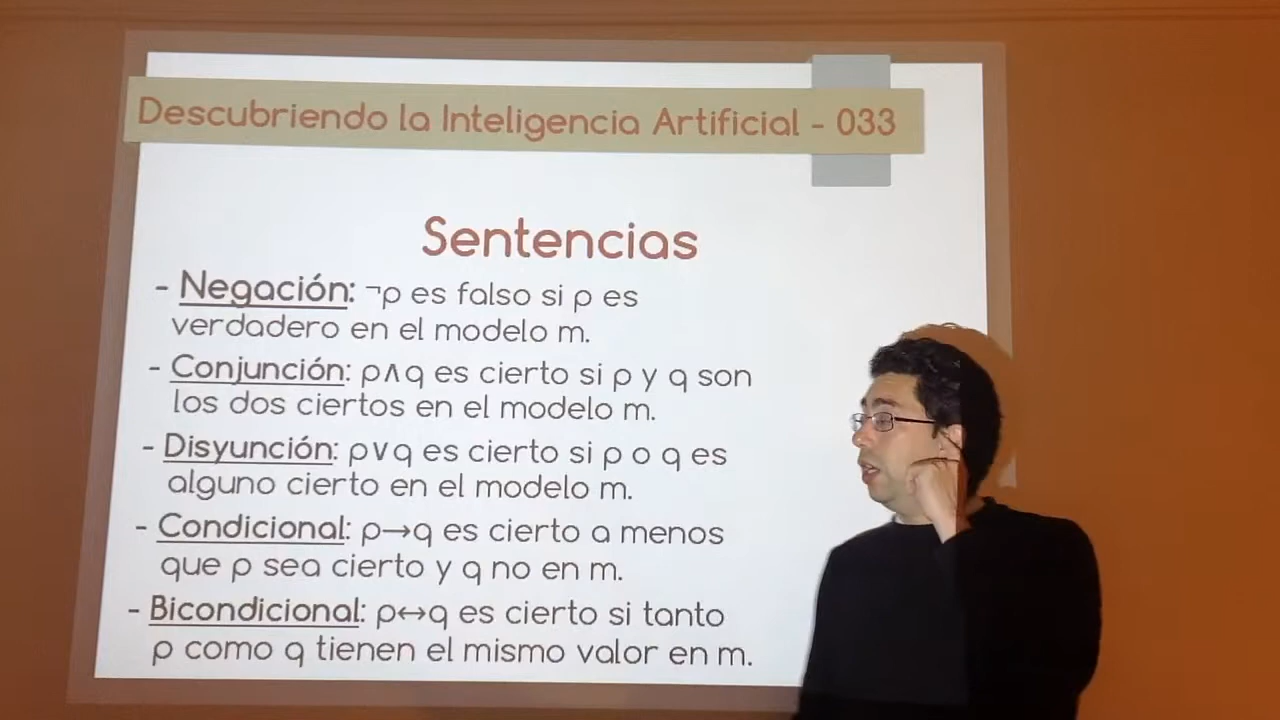 Descubriendo la Inteligencia Artificial - 033
Sentencias
- Negación: ¬p es falso si p es
verdadero en el modelo m.
- Conjunción: p∧q es cierto si p y q son
los dos ciertos en el modelo m.
- Disyunción: p∨q es cierto si p o q es
alguno cierto en el modelo m.
- Condicional: p→q es cierto a menos
que p sea cierto y q no en m.
- Bicondicional: p↔q es cierto si tanto
p como q tienen el mismo valor en m.